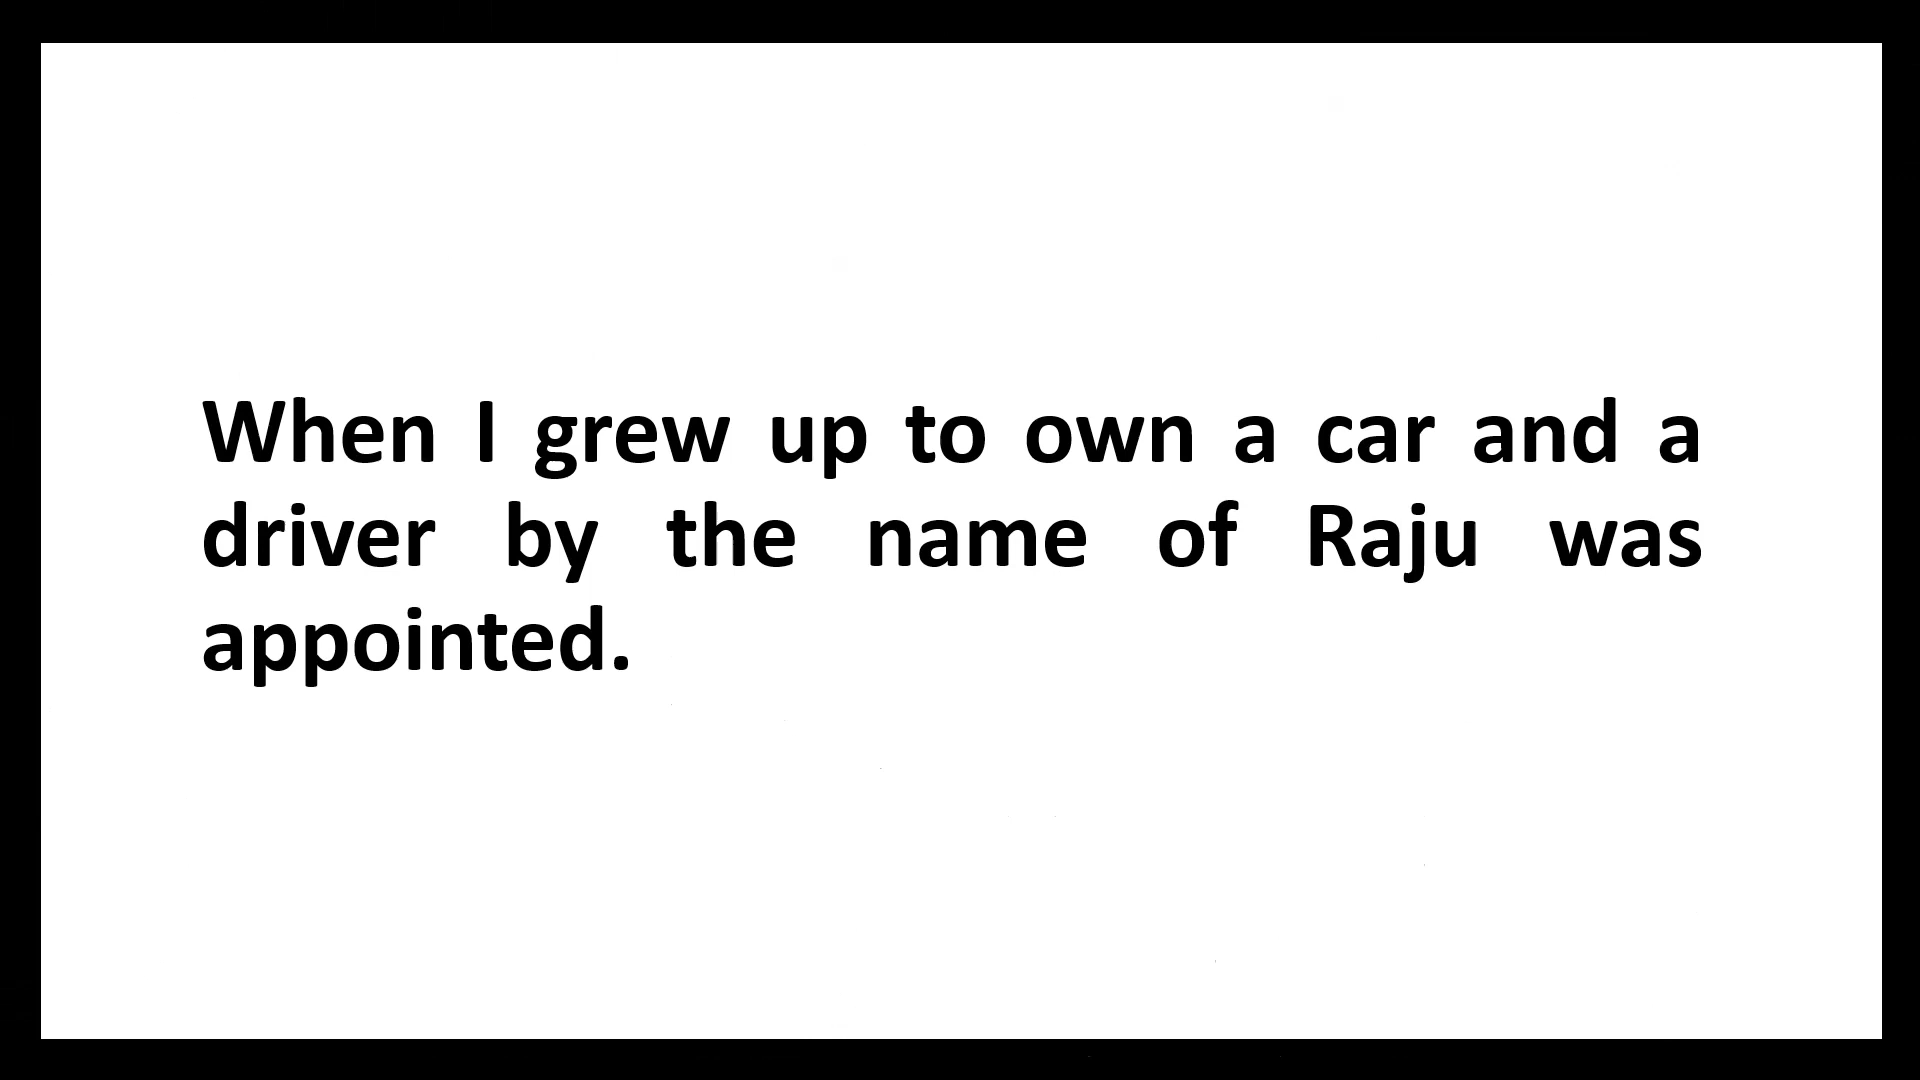 When I grew up to own a car and a
driver by the name of Raju was
appointed.